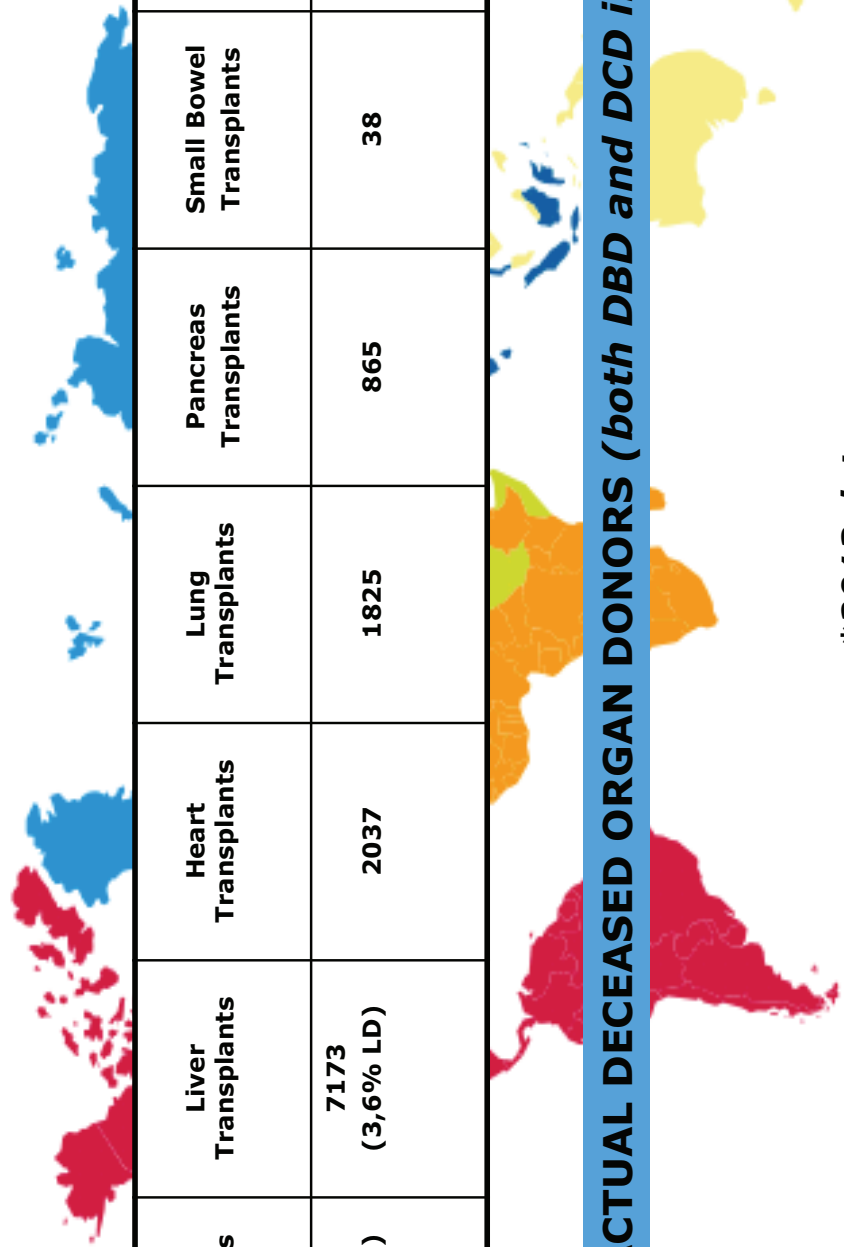 Liver
Transplants
Heart
Transplants
Lung
Transplants
Pancreas
Transplants
Small Bowel
Transplants
7173
(3,6% LD)
2037
1825
865
38
DECEASED ORGAN DONORS (both DBD and DCD